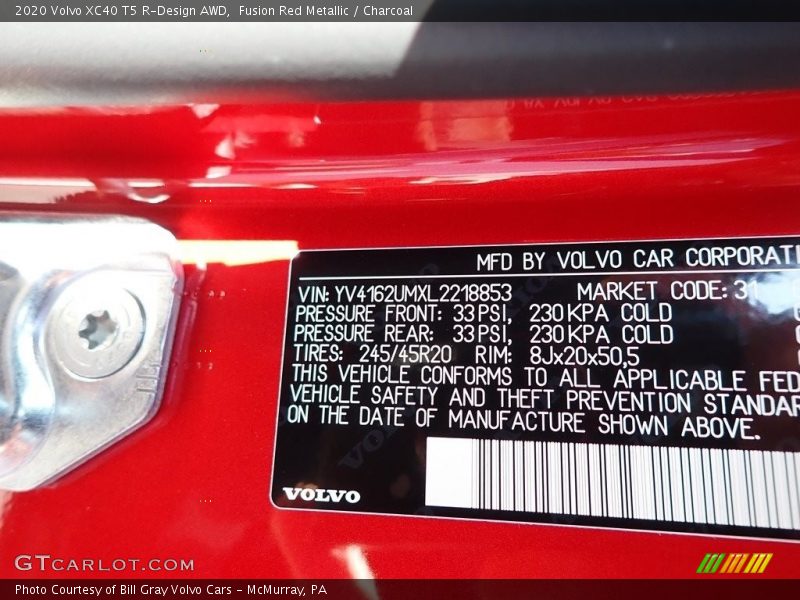 2020 Volvo XC40 T5 R-Design AWD,  Fusion Red Metallic / Charcoal
MFD BY VOLVO CAR CORPORATI
VIN: YV4162UMXL2218853 MARKET CODE: 31
PRESSURE FRONT: 33 PSI, 230 KPA COLD
PRESSURE REAR: 33 PSI, 230 KPA COLD
TIRES: 245/45R20 RIM: 8Jx20x50,5
THIS VEHICLE CONFORMS TO ALL APPLICABLE FED
VEHICLE SAFETY AND THEFT PREVENTION STANDAR
ON THE DATE OF MANUFACTURE SHOWN ABOVE.
VOLVO
GTCARLOT.COM
Photo Courtesy of Bill Gray Volvo Cars - McMurray, PA